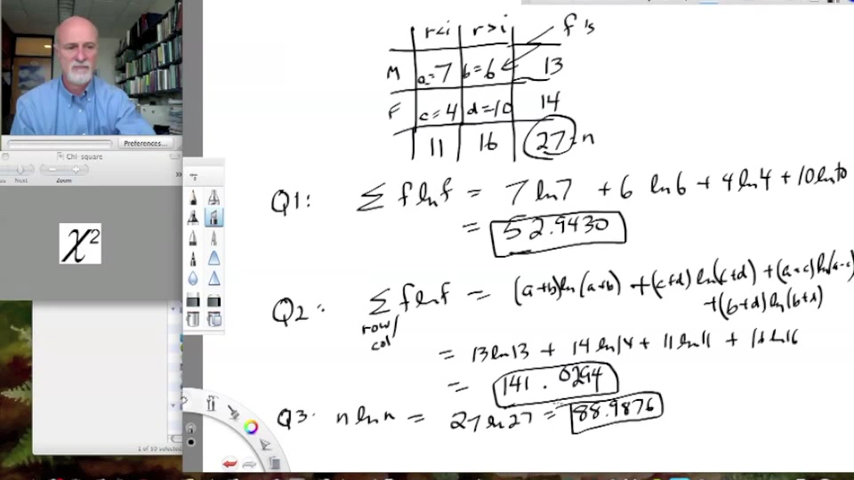 r<i r>i f's
M a=7 b=6 13
F c=4 d=10 14
11 16 27=n
Preferences...
Chi-square
Next Zoom
χ²
Q1: Σ f ln f = 7 ln 7 + 6 ln 6 + 4 ln 4 + 10 ln 10
= 52.9430
Q2: Σ f ln f = (a+b) ln(a+b) + (c+d) ln(c+d) + (a+c) ln(a-c)
row/
col
+(b+d) ln(b+d)
= 13 ln 13 + 14 ln 14 + 11 ln 11 + 16 ln 16
= 141.0294
Q3: n ln n = 27 ln 27 = 88.9876